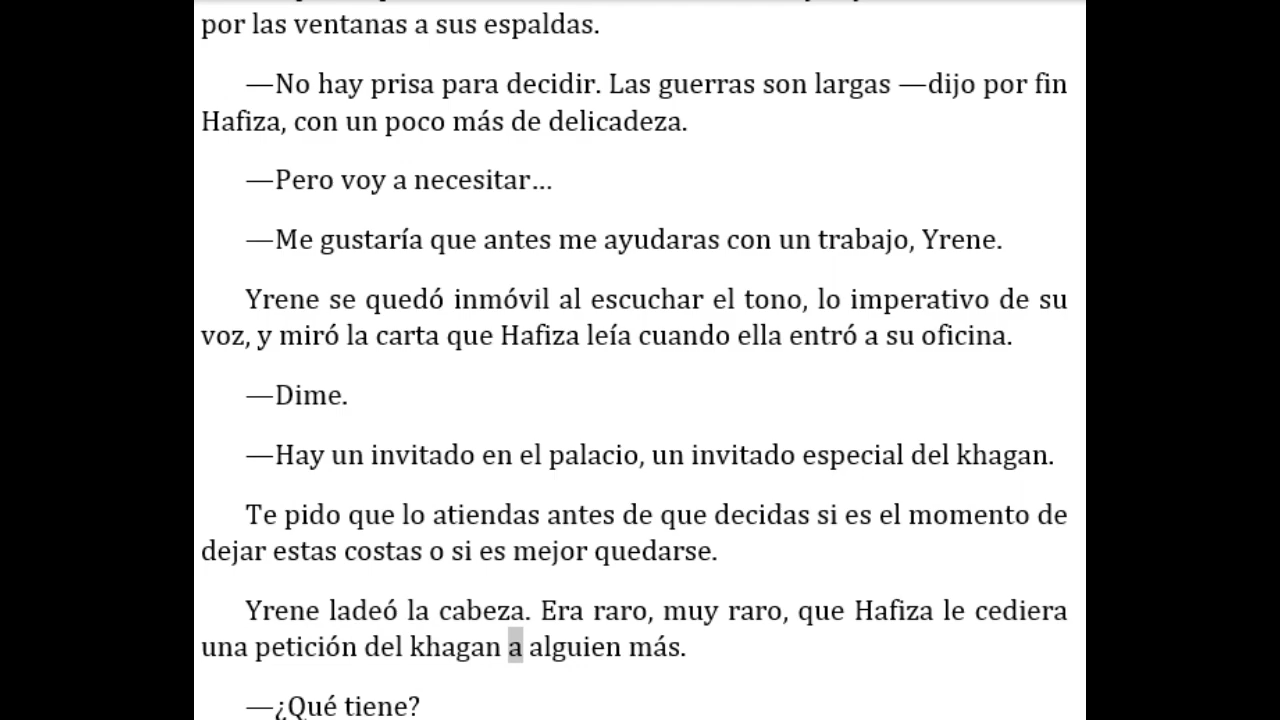 por las ventanas a sus espaldas.
—No hay prisa para decidir. Las guerras son largas —dijo por fin
Hafiza, con un poco más de delicadeza.
—Pero voy a necesitar...
—Me gustaría que antes me ayudaras con un trabajo, Yrene.
Yrene se quedó inmóvil al escuchar el tono, lo imperativo de su
voz, y miró la carta que Hafiza leía cuando ella entró a su oficina.
—Dime.
—Hay un invitado en el palacio, un invitado especial del khagan.
Te pido que lo atiendas antes de que decidas si es el momento de
dejar estas costas o si es mejor quedarse.
Yrene ladeó la cabeza. Era raro, muy raro, que Hafiza le cediera
una petición del khagan a alguien más.
—¿Qué tiene?